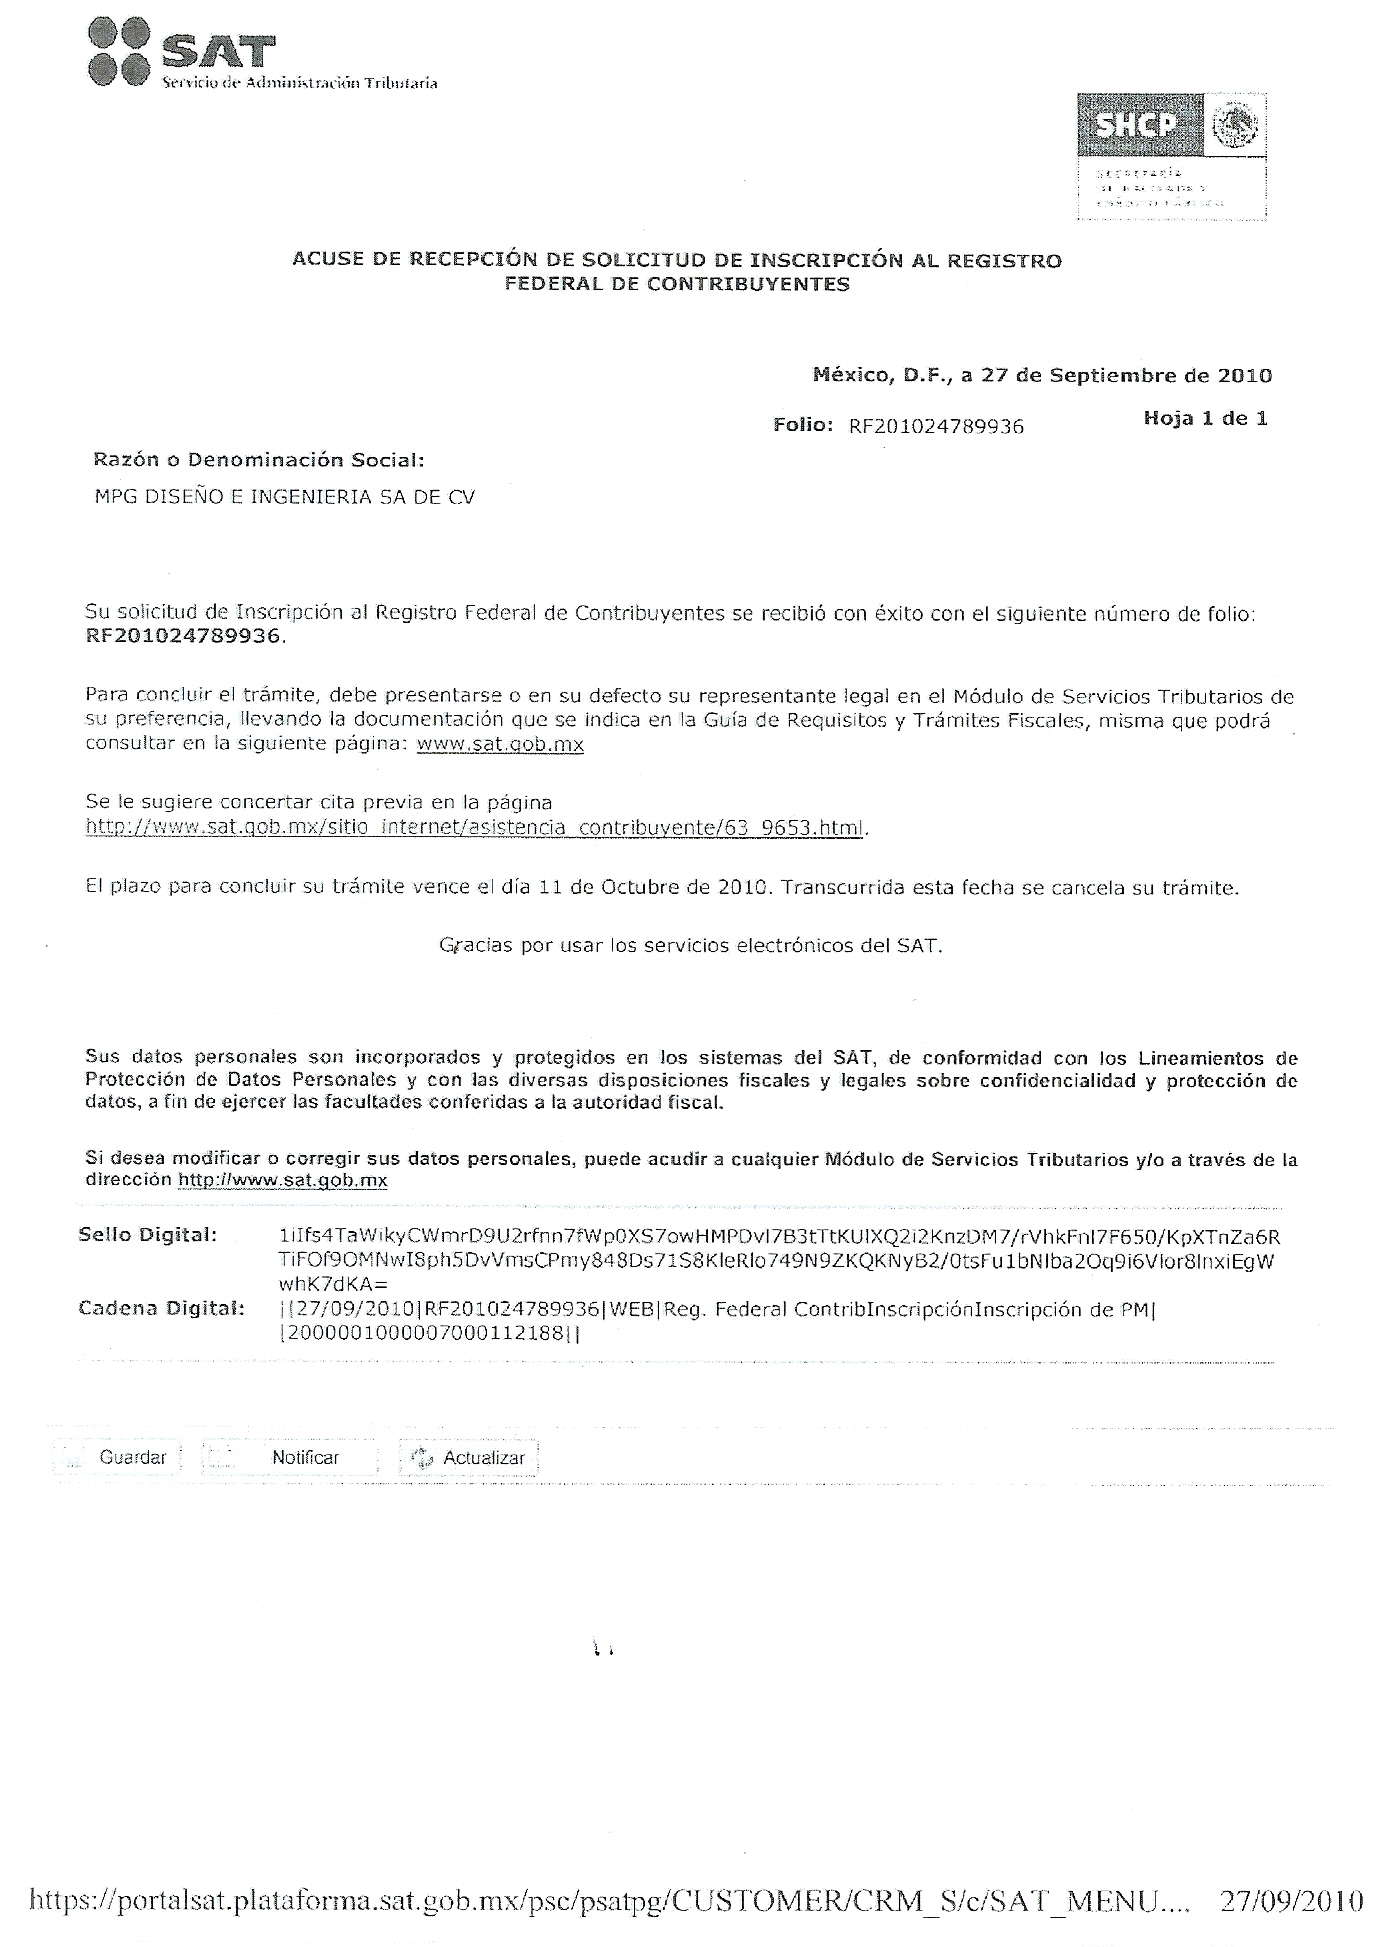 SAT
Servicio de Administración Tributaria
SHCP
SECRETARÍA
DE HACIENDA Y
CRÉDITO PÚBLICO
ACUSE DE RECEPCIÓN DE SOLICITUD DE INSCRIPCIÓN AL REGISTRO
FEDERAL DE CONTRIBUYENTES
México, D.F., a 27 de Septiembre de 2010
Folio: RF201024789936 Hoja 1 de 1
Razón o Denominación Social:
MPG DISEÑO E INGENIERIA SA DE CV
Su solicitud de Inscripción al Registro Federal de Contribuyentes se recibió con éxito con el siguiente número de folio:
RF201024789936.
Para concluir el trámite, debe presentarse o en su defecto su representante legal en el Módulo de Servicios Tributarios de
su preferencia, llevando la documentación que se indica en la Guía de Requisitos y Trámites Fiscales, misma que podrá
consultar en la siguiente página: www.sat.gob.mx
Se le sugiere concertar cita previa en la página
http://www.sat.gob.mx/sitio_internet/asistencia_contribuyente/63_9653.html.
El plazo para concluir su trámite vence el día 11 de Octubre de 2010. Transcurrida esta fecha se cancela su trámite.
Gracias por usar los servicios electrónicos del SAT.
Sus datos personales son incorporados y protegidos en los sistemas del SAT, de conformidad con los Lineamientos de
Protección de Datos Personales y con las diversas disposiciones fiscales y legales sobre confidencialidad y protección de
datos, a fin de ejercer las facultades conferidas a la autoridad fiscal.
Si desea modificar o corregir sus datos personales, puede acudir a cualquier Módulo de Servicios Tributarios y/o a través de la
dirección http://www.sat.gob.mx
Sello Digital: 1iIfs4TaWikyCWmrD9U2rfnn7fWp0XS7owHMPDvI7B3tTtKUIXQ2i2KnzDM7/rVhkFnI7F650/KpXTnZa6R
TiFOf9OMNwI8ph5DvVmsCPmy848Ds71S8KIeRlo749N9ZKQKNyB2/0tsFu1bNIba2Oq9i6VIor8InxiEgW
whK7dKA=
Cadena Digital: ||27/09/2010|RF201024789936|WEB|Reg. Federal ContribInscripciónInscripción de PM|
|2000001000007000112188||
Guardar Notificar Actualizar
https://portalsat.plataforma.sat.gob.mx/psc/psatpg/CUSTOMER/CRM_S/c/SAT_MENU.... 27/09/2010